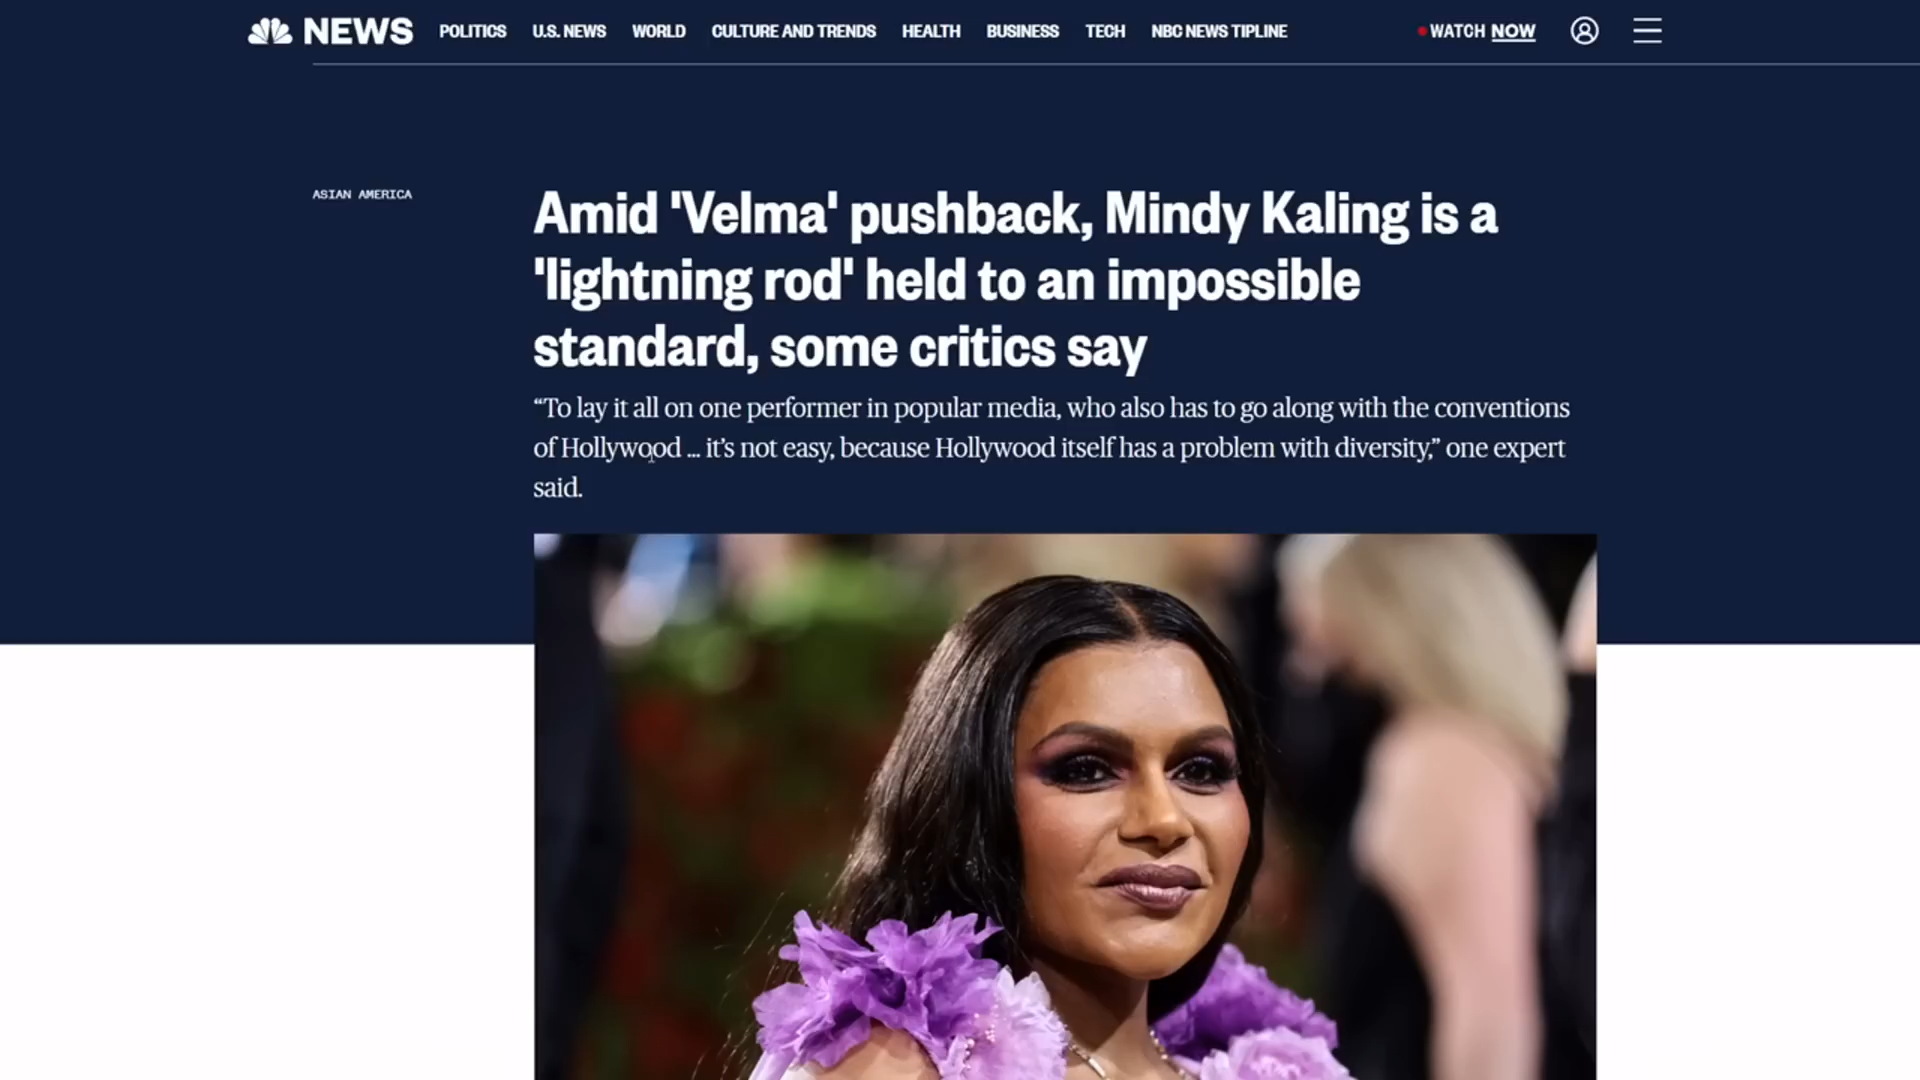 NEWS POLITICS U.S. NEWS WORLD CULTURE AND TRENDS HEALTH BUSINESS TECH NBC NEWS TIPLINE WATCH NOW
ASIAN AMERICA
Amid 'Velma' pushback, Mindy Kaling is a
'lightning rod' held to an impossible
standard, some critics say
“To lay it all on one performer in popular media, who also has to go along with the conventions
of Hollywood ... it’s not easy, because Hollywood itself has a problem with diversity,” one expert
said.